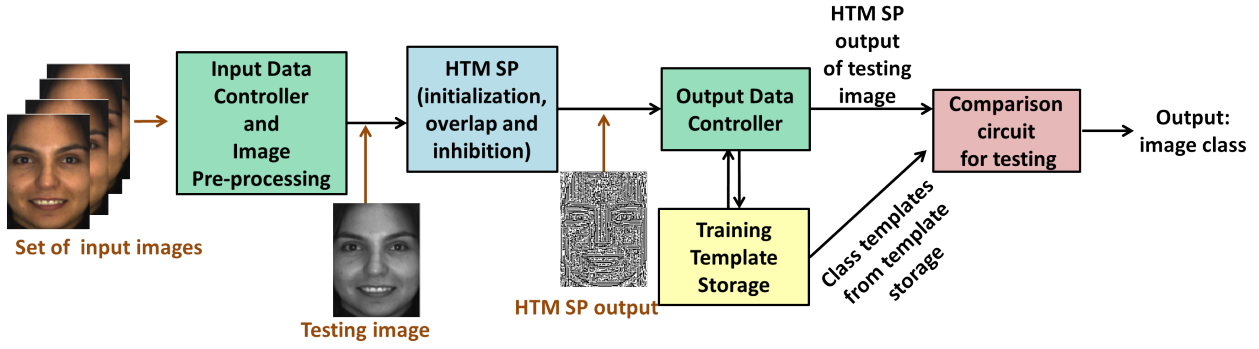 Set of input images
Input Data
Controller
and
Image
Pre-processing
Testing image
HTM SP
(initialization,
overlap and
inhibition)
HTM SP output
Output Data
Controller
Training
Template
Storage
HTM SP
output
of testing
image
Class templates
from template
storage
Comparison
circuit
for testing
Output:
image class